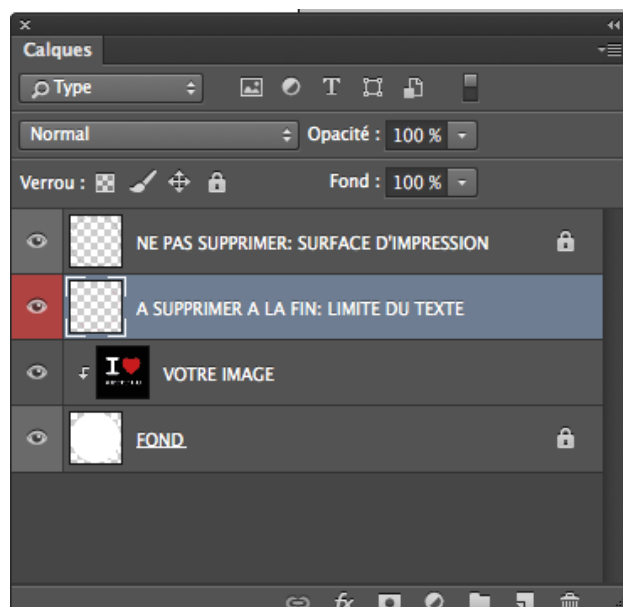 Calques
Type T
Normal Opacité : 100 %
Verrou : Fond : 100 %
NE PAS SUPPRIMER: SURFACE D'IMPRESSION
A SUPPRIMER A LA FIN: LIMITE DU TEXTE
I
VOTRE IMAGE
FOND
fx